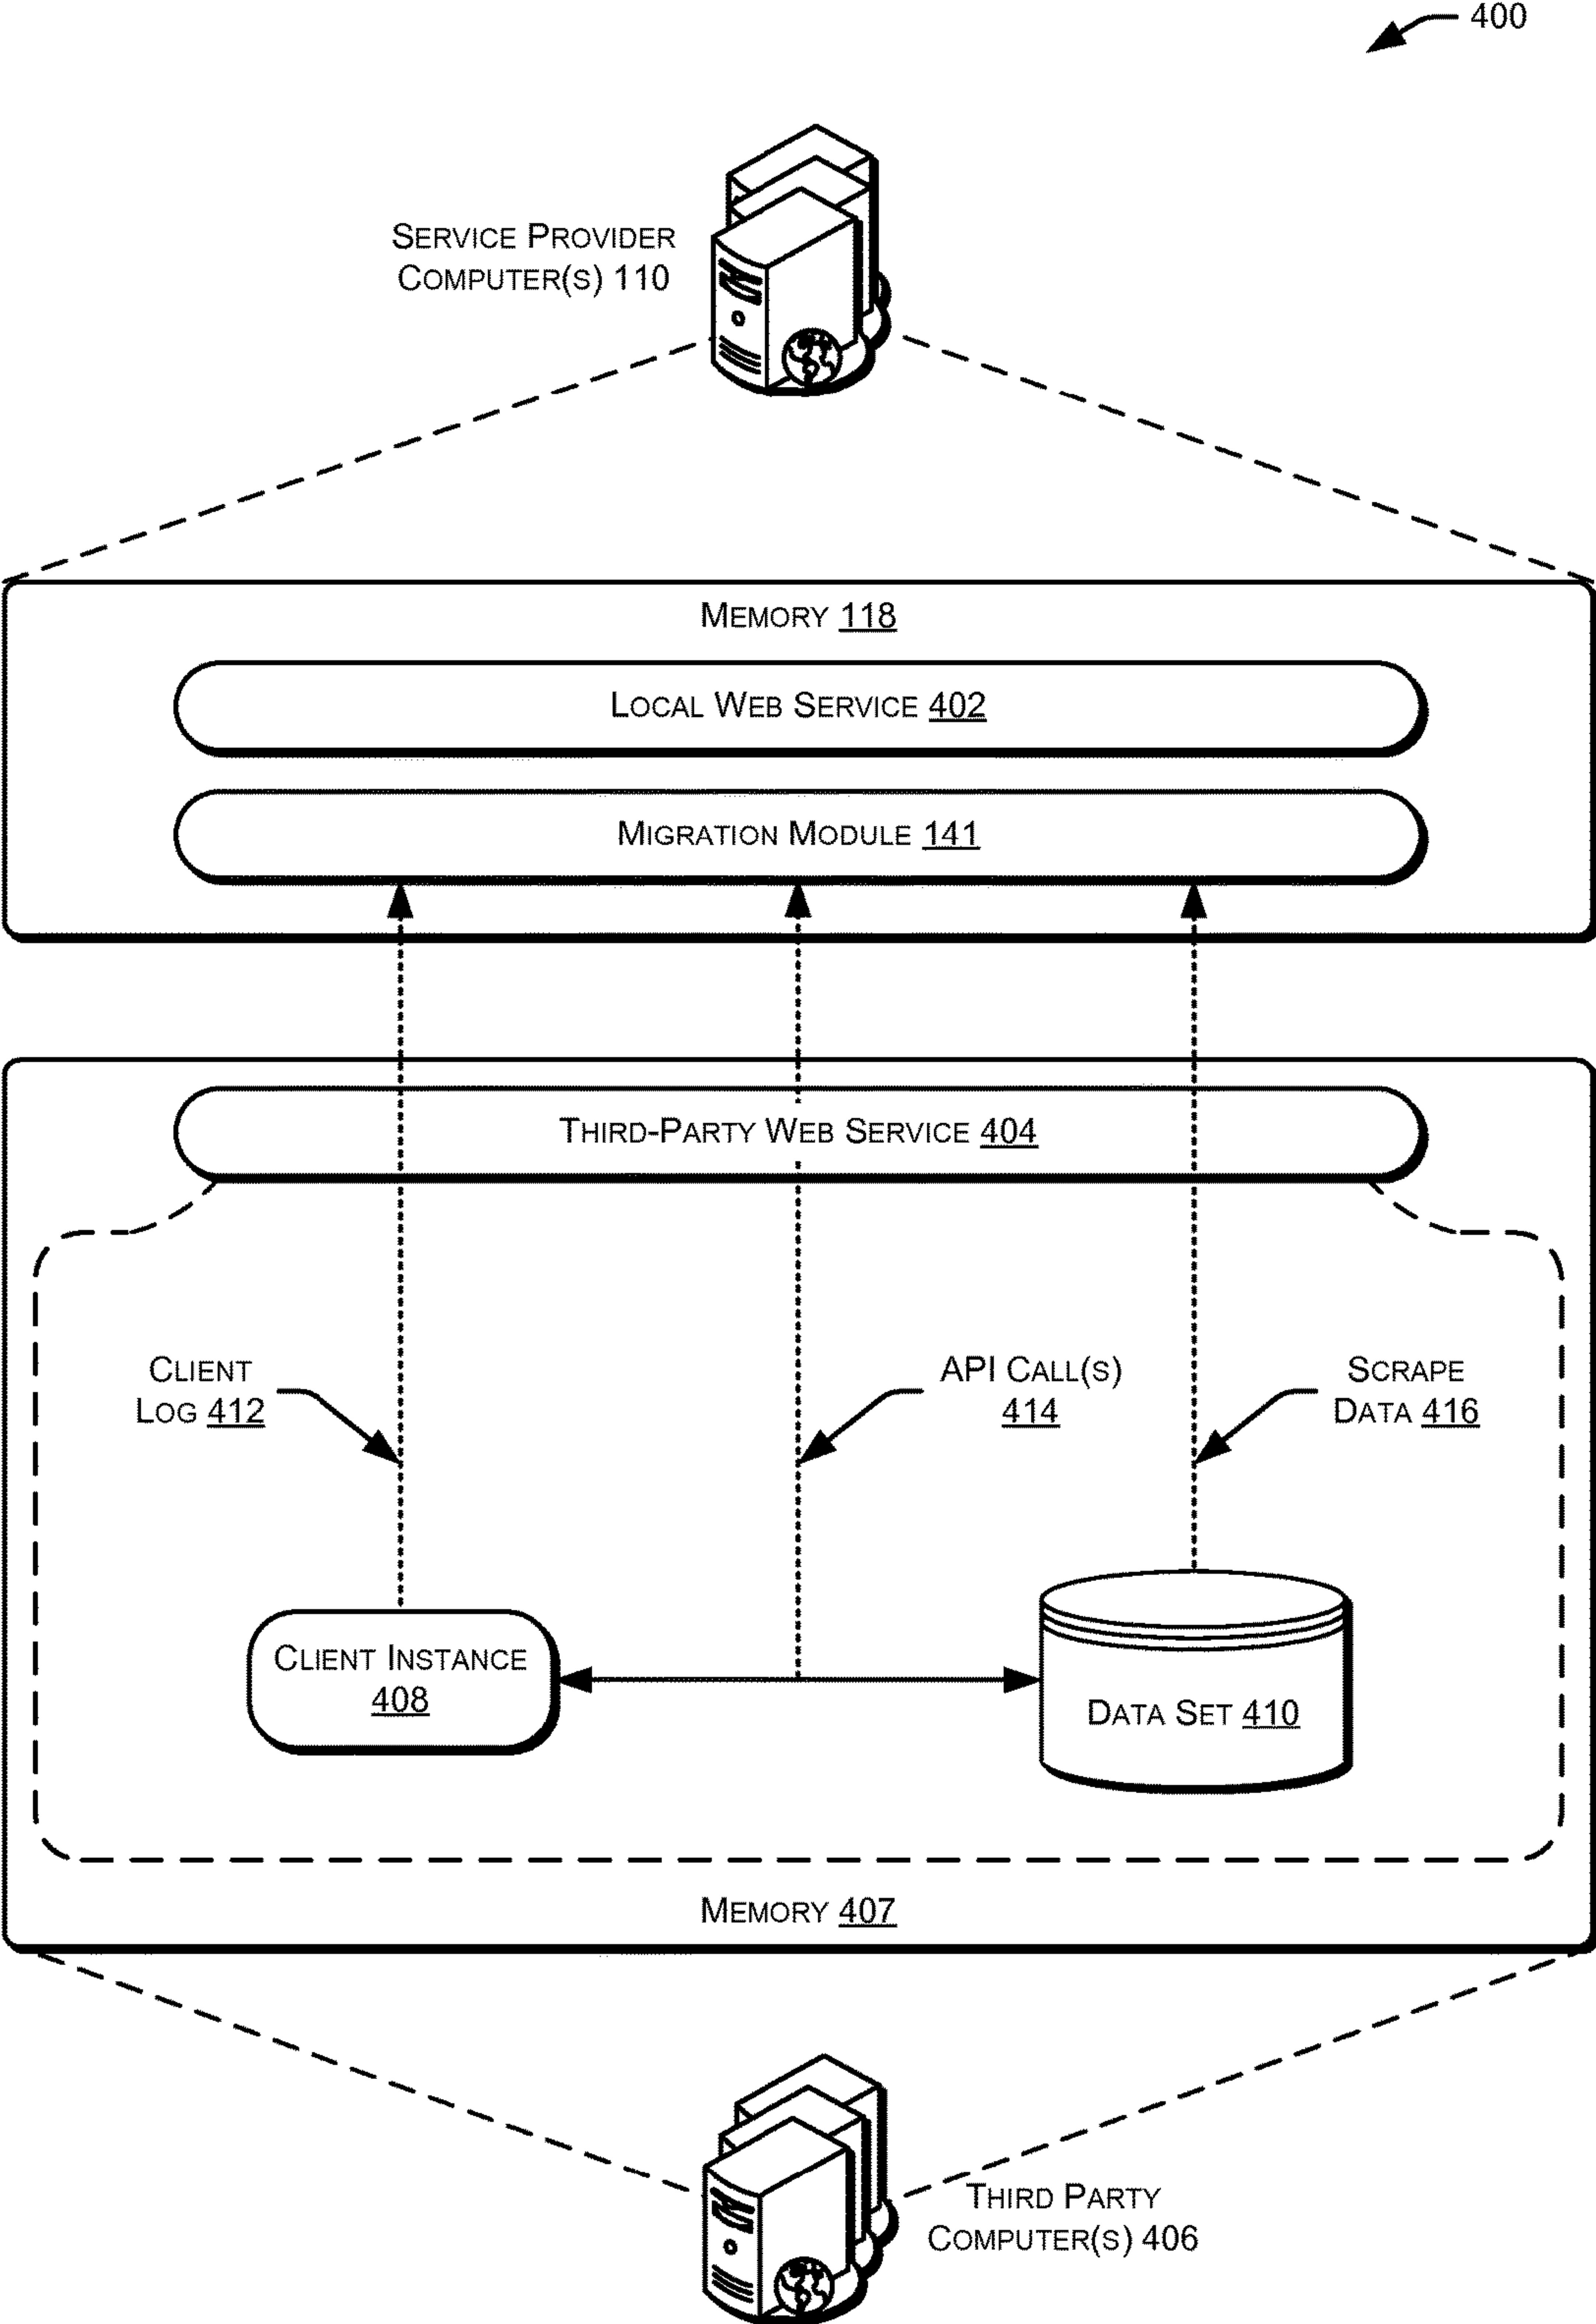 400
SERVICE PROVIDER
COMPUTER(S) 110
MEMORY 118
LOCAL WEB SERVICE 402
MIGRATION MODULE 141
THIRD-PARTY WEB SERVICE 404
CLIENT
LOG 412
API CALL(S)
414
SCRAPE
DATA 416
CLIENT INSTANCE
408
DATA SET 410
MEMORY 407
THIRD PARTY
COMPUTER(S) 406